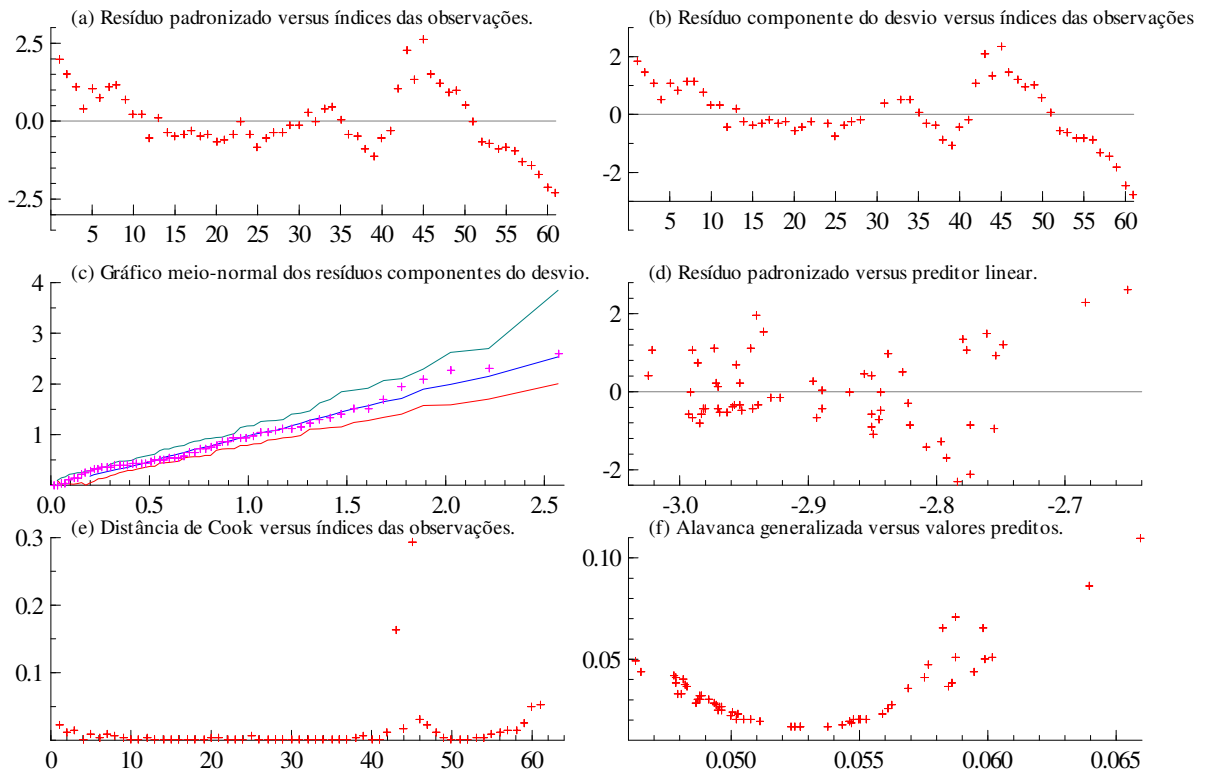 (a) Resíduo padronizado versus índices das observações.
2.5
0.0
-2.5
5 10 15 20 25 30 35 40 45 50 55 60
(b) Resíduo componente do desvio versus índices das observações
2
0
-2
5 10 15 20 25 30 35 40 45 50 55 60
(c) Gráfico meio-normal dos resíduos componentes do desvio.
4
3
2
1
0.0 0.5 1.0 1.5 2.0 2.5
(d) Resíduo padronizado versus preditor linear.
2
0
-2
-3.0 -2.9 -2.8 -2.7
(e) Distância de Cook versus índices das observações.
0.3
0.2
0.1
0 10 20 30 40 50 60
(f) Alavanca generalizada versus valores preditos.
0.10
0.05
0.050 0.055 0.060 0.065